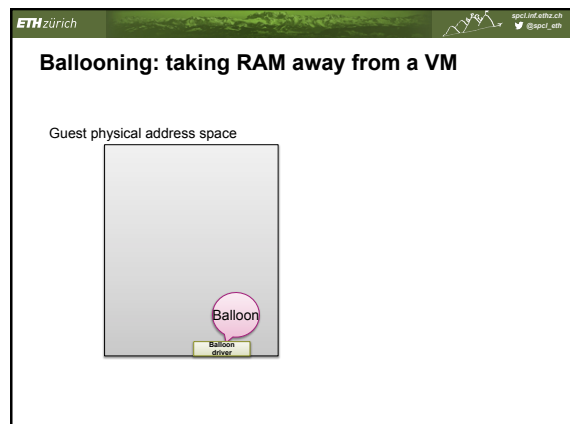 ETH zürich
spcl.inf.ethz.ch
@spcl_eth
Ballooning: taking RAM away from a VM
Guest physical address space
Balloon
Balloon
driver